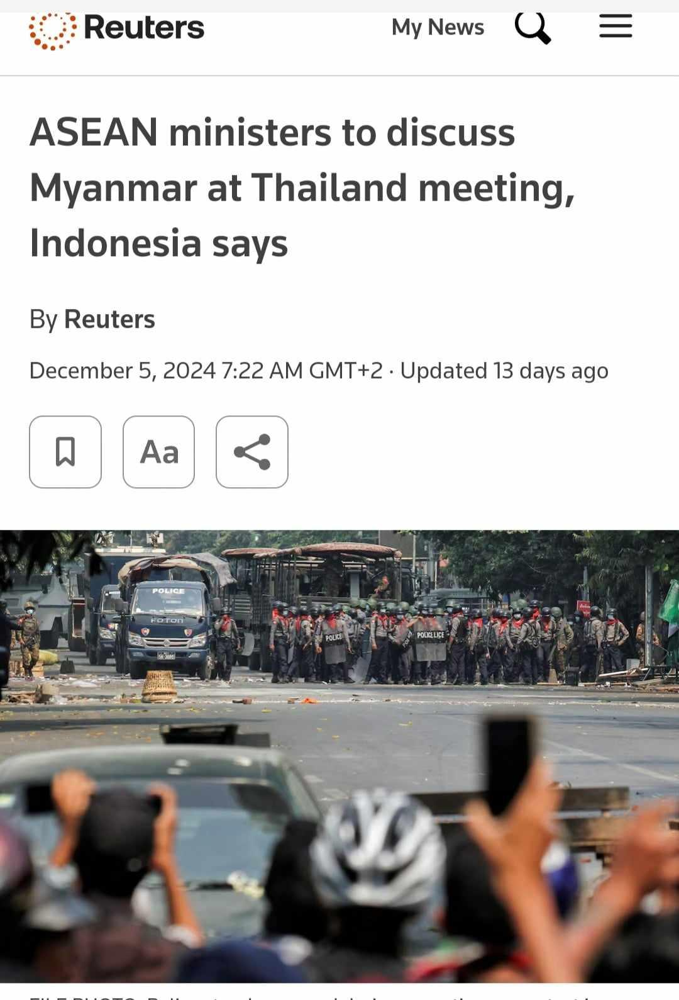 Reuters My News
ASEAN ministers to discuss
Myanmar at Thailand meeting,
Indonesia says
By Reuters
December 5, 2024 7:22 AM GMT+2 · Updated 13 days ago
Aa
POLICE
FOTON
POLICE
POLICE LICE